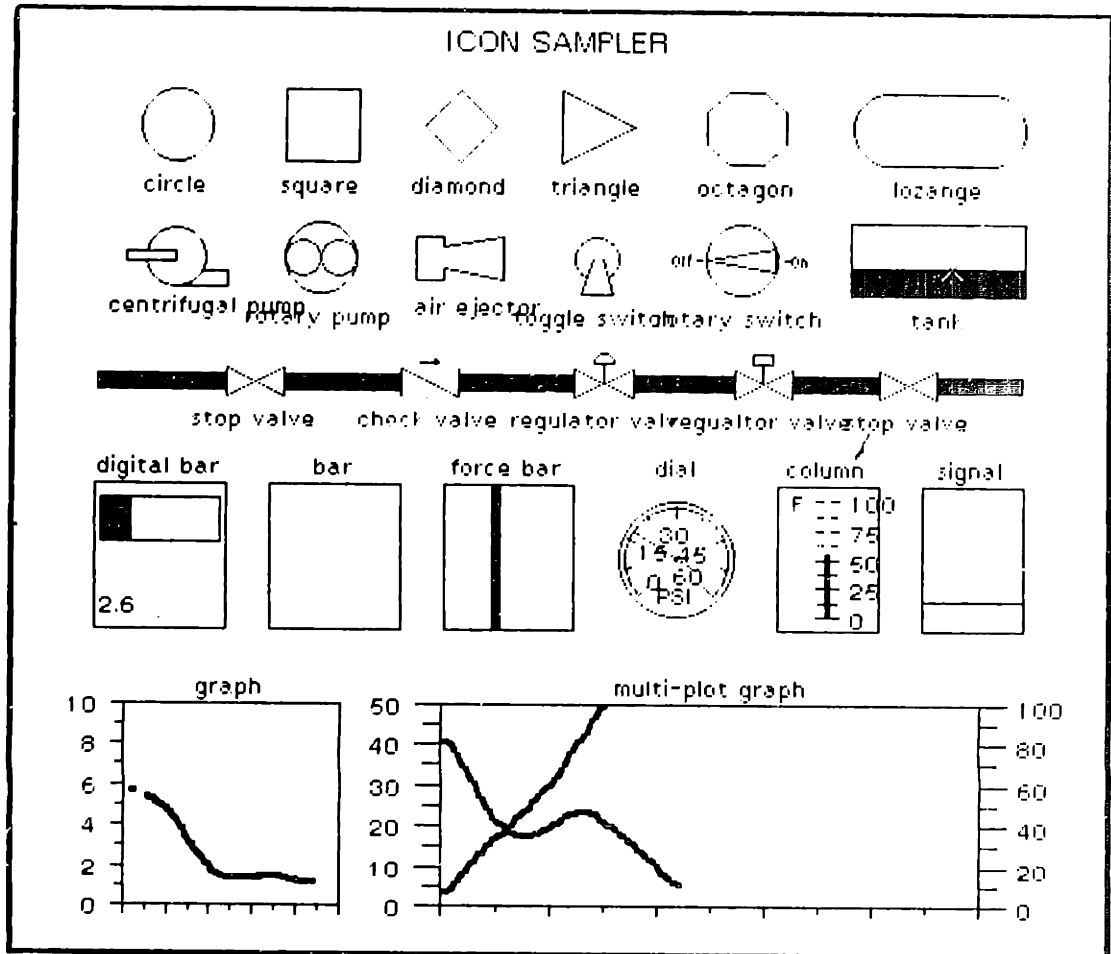 ICON SAMPLER
circle square diamond triangle octagon lozange
Off on
centrifugal pump rotary pump air ejector toggle switch rotary switch tank
stop valve check valve regulator valve regualtor valve stop valve
digital bar bar force bar dial column signal
F 100
75
50
25
0
30
15 45
0 60
PSI
2.6
graph multi-plot graph
10 50 100
8 40 80
6 30 60
4 20 40
2 10 20
0 0 0